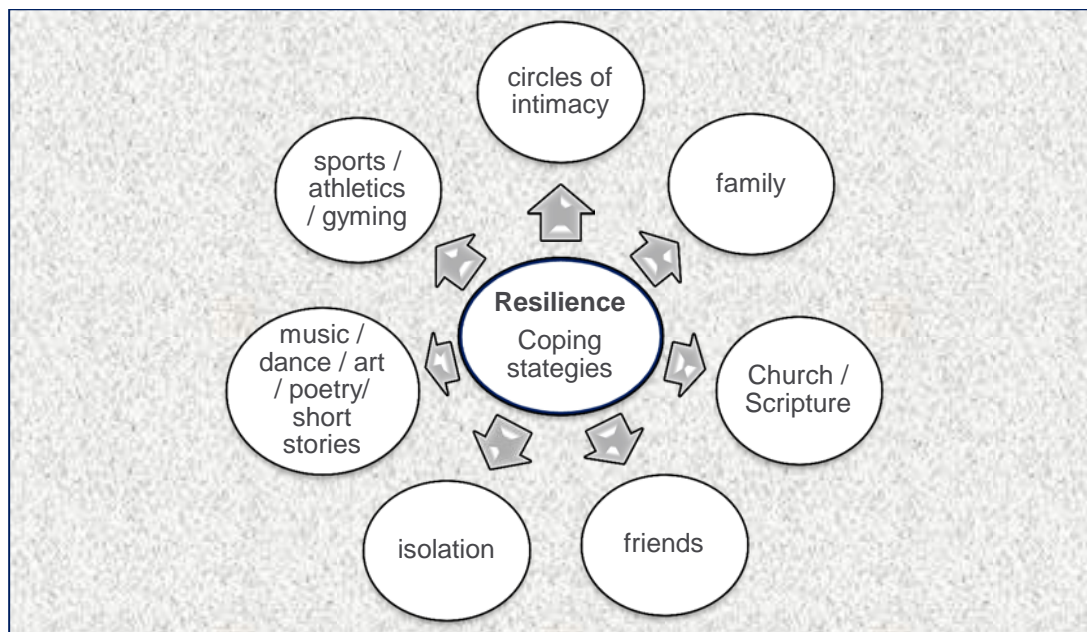 circles of
intimacy
sports /
athletics
/ gyming
family
Resilience
Coping
stategies
music /
dance / art
/ poetry/
short
stories
Church /
Scripture
isolation
friends